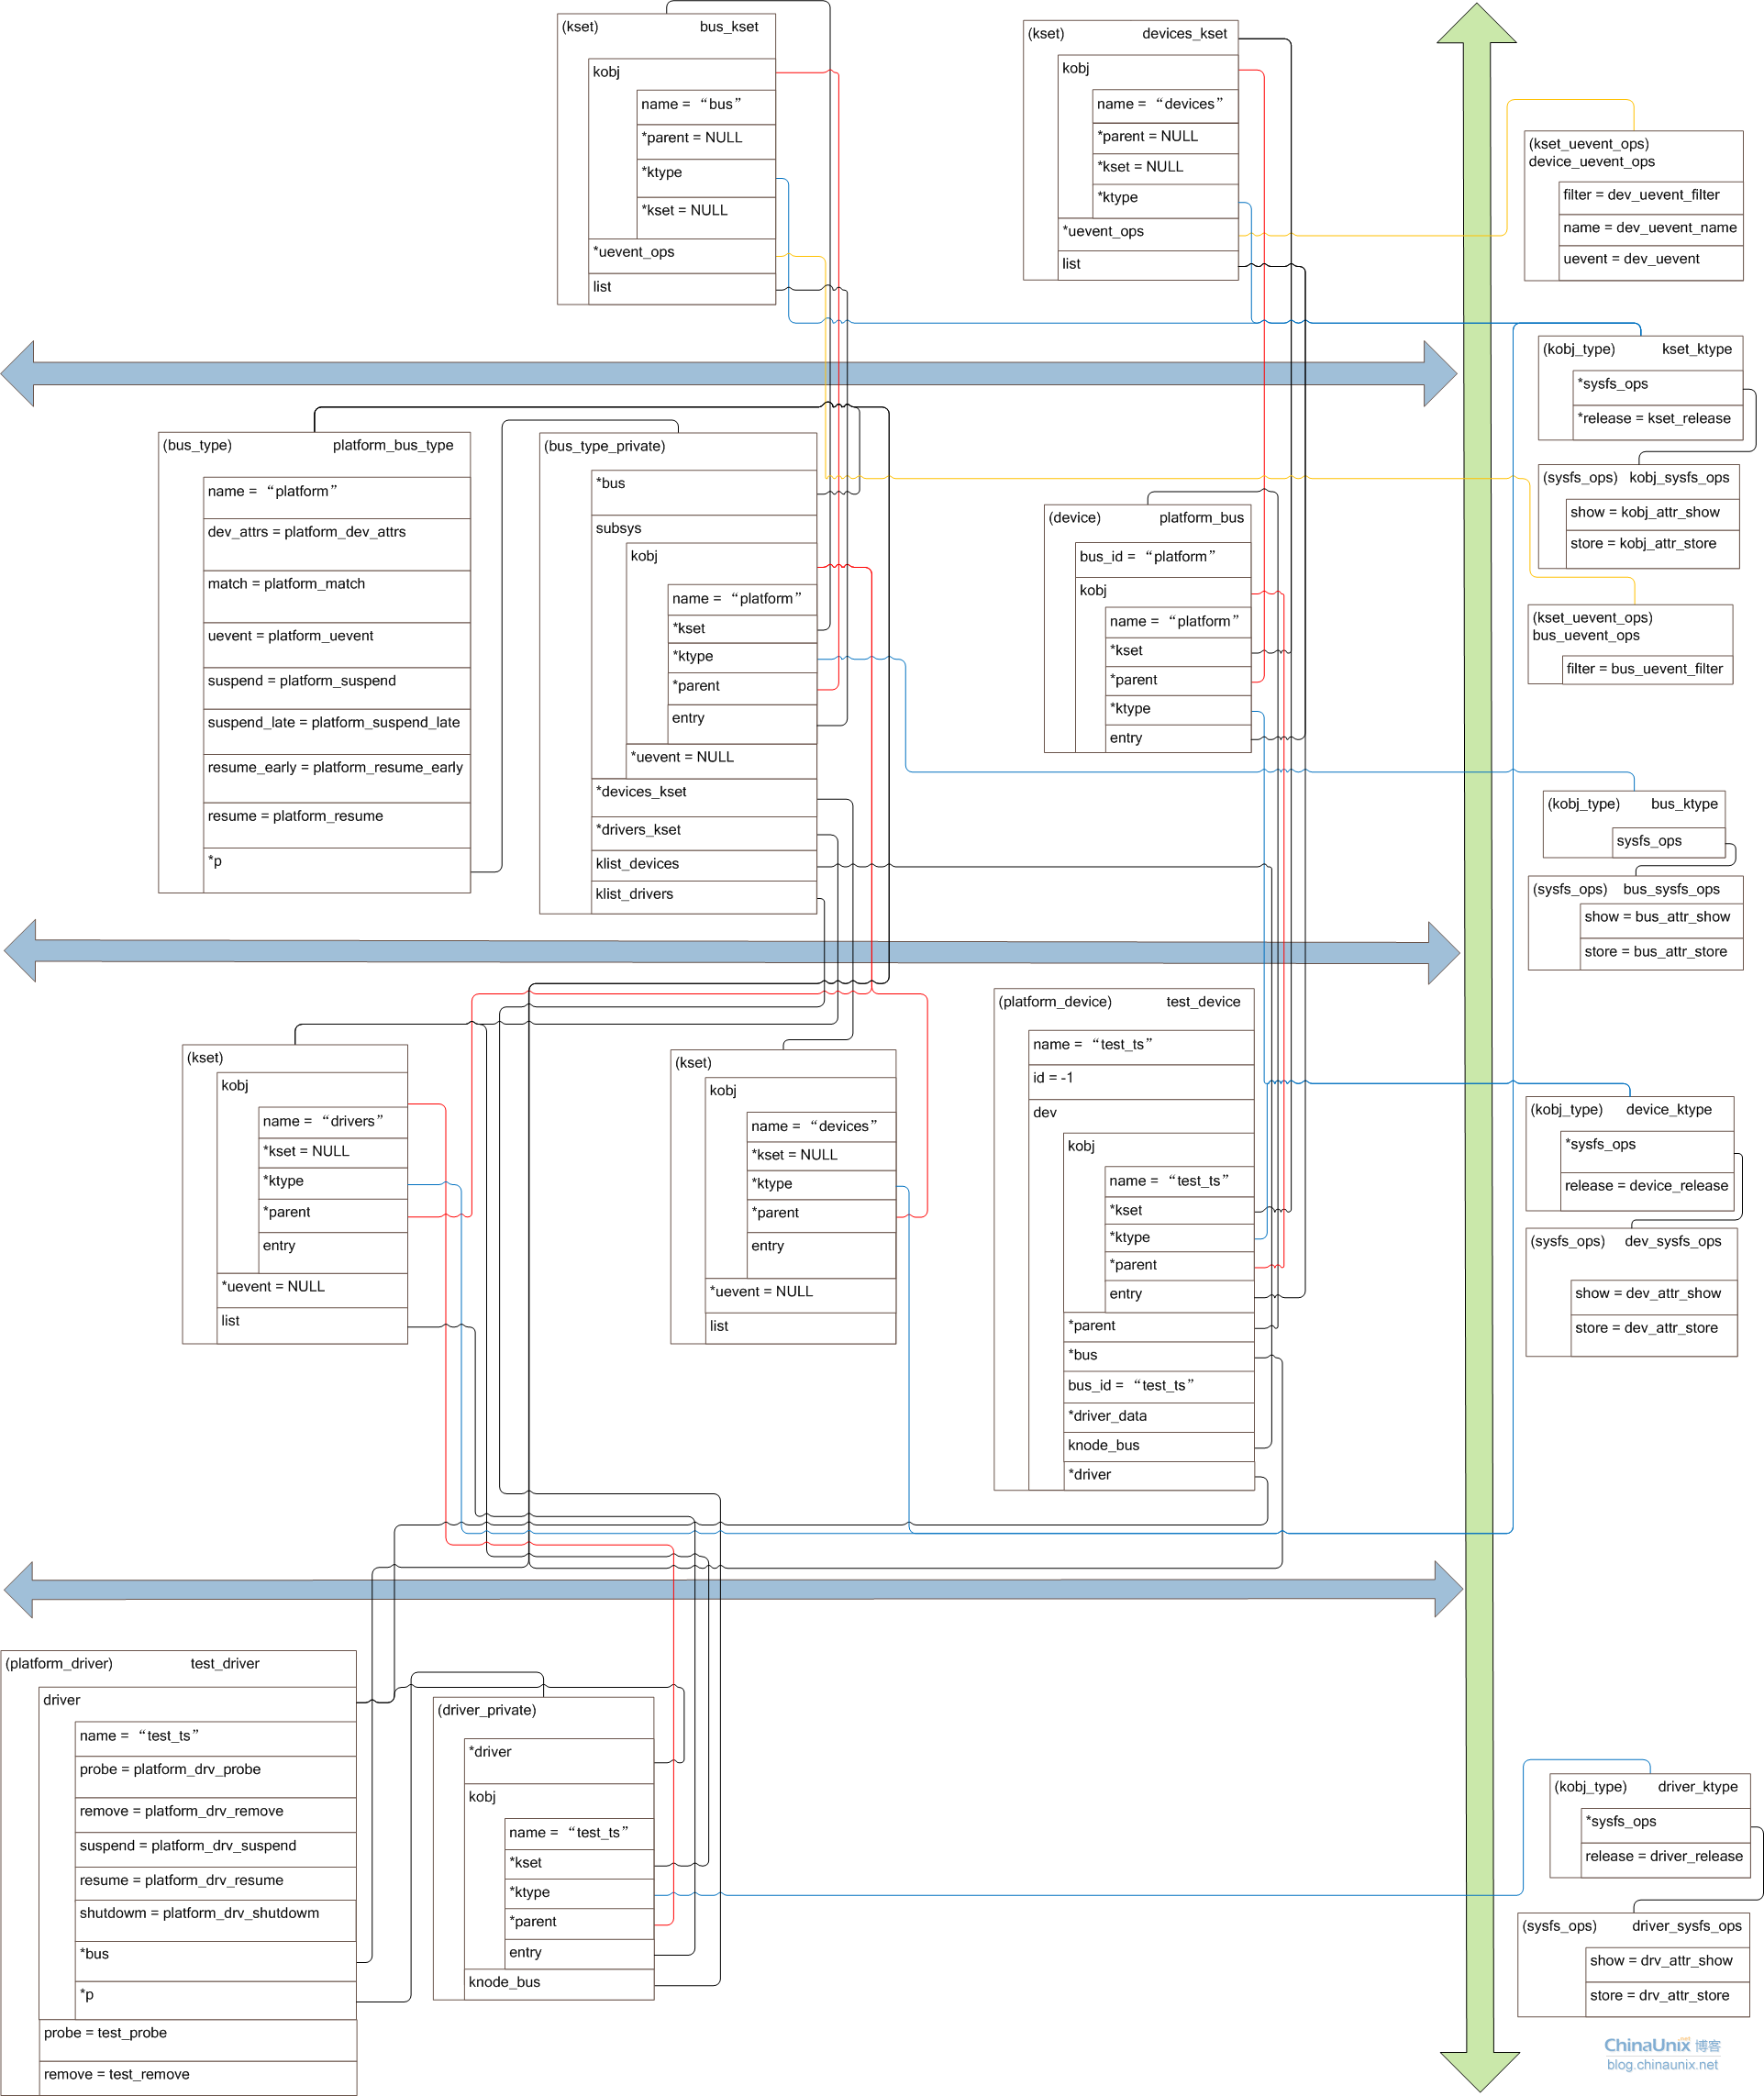 (kset) bus_kset
kobj
name = “bus”
*parent = NULL
*ktype
*kset = NULL
*uevent_ops
list
(kset) devices_kset
kobj
name = “devices”
*parent = NULL
*kset = NULL
*ktype
*uevent_ops
list
(kset_uevent_ops)
device_uevent_ops
filter = dev_uevent_filter
name = dev_uevent_name
uevent = dev_uevent
(kobj_type) kset_ktype
*sysfs_ops
*release = kset_release
(sysfs_ops) kobj_sysfs_ops
show = kobj_attr_show
store = kobj_attr_store
(kset_uevent_ops)
bus_uevent_ops
filter = bus_uevent_filter
(bus_type) platform_bus_type
name = “platform”
dev_attrs = platform_dev_attrs
match = platform_match
uevent = platform_uevent
suspend = platform_suspend
suspend_late = platform_suspend_late
resume_early = platform_resume_early
resume = platform_resume
*p
(bus_type_private)
*bus
subsys
kobj
name = “platform”
*kset
*ktype
*parent
entry
*uevent = NULL
*devices_kset
*drivers_kset
klist_devices
klist_drivers
(device) platform_bus
bus_id = “platform”
kobj
name = “platform”
*kset
*parent
*ktype
entry
(kobj_type) bus_ktype
sysfs_ops
(sysfs_ops) bus_sysfs_ops
show = bus_attr_show
store = bus_attr_store
(kset)
kobj
name = “drivers”
*kset = NULL
*ktype
*parent
entry
*uevent = NULL
list
(kset)
kobj
name = “devices”
*kset = NULL
*ktype
*parent
entry
*uevent = NULL
list
(platform_device) test_device
name = “test_ts”
id = -1
dev
kobj
name = “test_ts”
*kset
*ktype
*parent
entry
*parent
*bus
bus_id = “test_ts”
*driver_data
knode_bus
*driver
(kobj_type) device_ktype
*sysfs_ops
release = device_release
(sysfs_ops) dev_sysfs_ops
show = dev_attr_show
store = dev_attr_store
(platform_driver) test_driver
driver
name = “test_ts”
probe = platform_drv_probe
remove = platform_drv_remove
suspend = platform_drv_suspend
resume = platform_drv_resume
shutdowm = platform_drv_shutdowm
*bus
*p
probe = test_probe
remove = test_remove
(driver_private)
*driver
kobj
name = “test_ts”
*kset
*ktype
*parent
entry
knode_bus
(kobj_type) driver_ktype
*sysfs_ops
release = driver_release
(sysfs_ops) driver_sysfs_ops
show = drv_attr_show
store = drv_attr_store
ChinaUnix.net 博客
blog.chinaunix.net